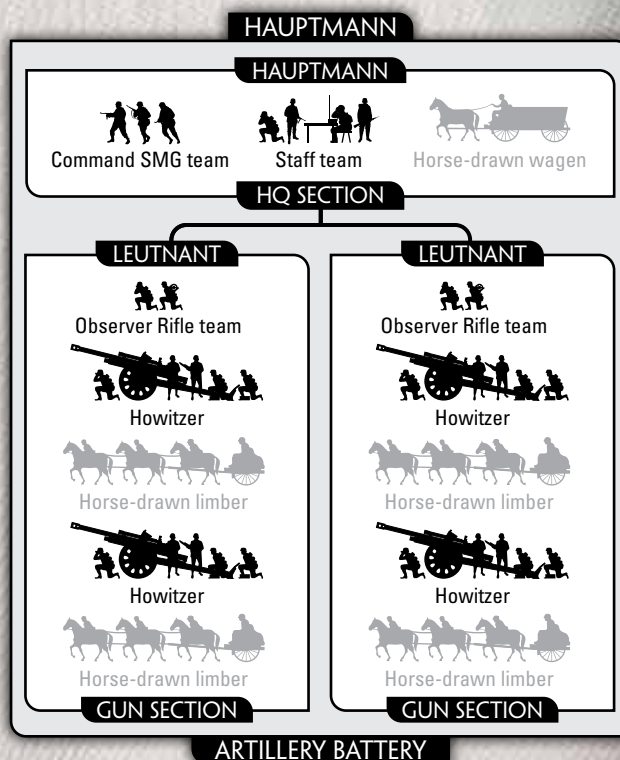 HAUPTMANN
HAUPTMANN
Command SMG team
Staff team
Horse-drawn wagen
HQ SECTION
LEUTNANT
Observer Rifle team
Howitzer
Horse-drawn limber
Howitzer
Horse-drawn limber
GUN SECTION
LEUTNANT
Observer Rifle team
Howitzer
Horse-drawn limber
Howitzer
Horse-drawn limber
GUN SECTION
ARTILLERY BATTERY